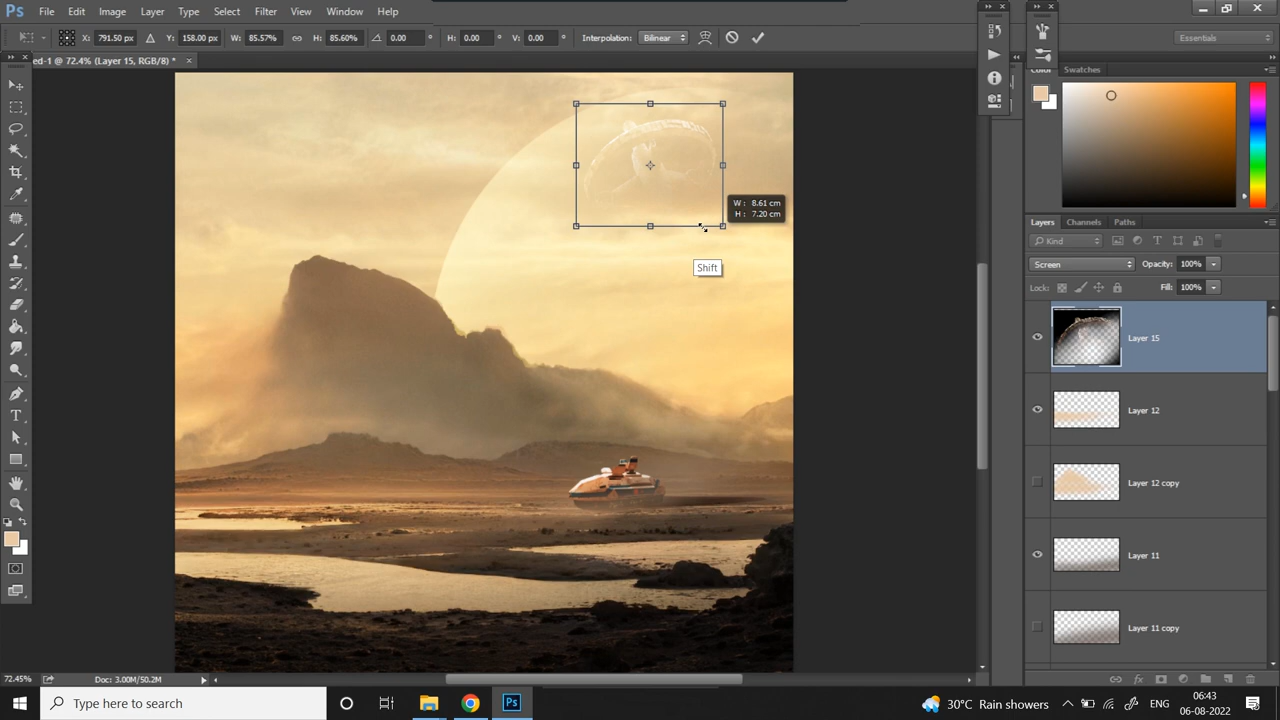 Ps File Edit Image Layer Type Select Filter View Window Help
X: 791.50 px Y: 158.00 px W: 85.57% H: 85.60% 0.00 ° H: 0.00 ° V: 0.00 ° Interpolation: Bilinear Essentials
ed-1 @ 72.4% (Layer 15, RGB/8) * ×
Color Swatches
W : 8.61 cm
H : 7.20 cm
Shift
Layers Channels Paths
Kind
Screen Opacity: 100%
Lock: Fill: 100%
Layer 15
Layer 12
Layer 12 copy
Layer 11
Layer 11 copy
72.45% Doc: 3.00M/50.2M
Type here to search
Ps
30°C Rain showers ENG
06:43
06-08-2022